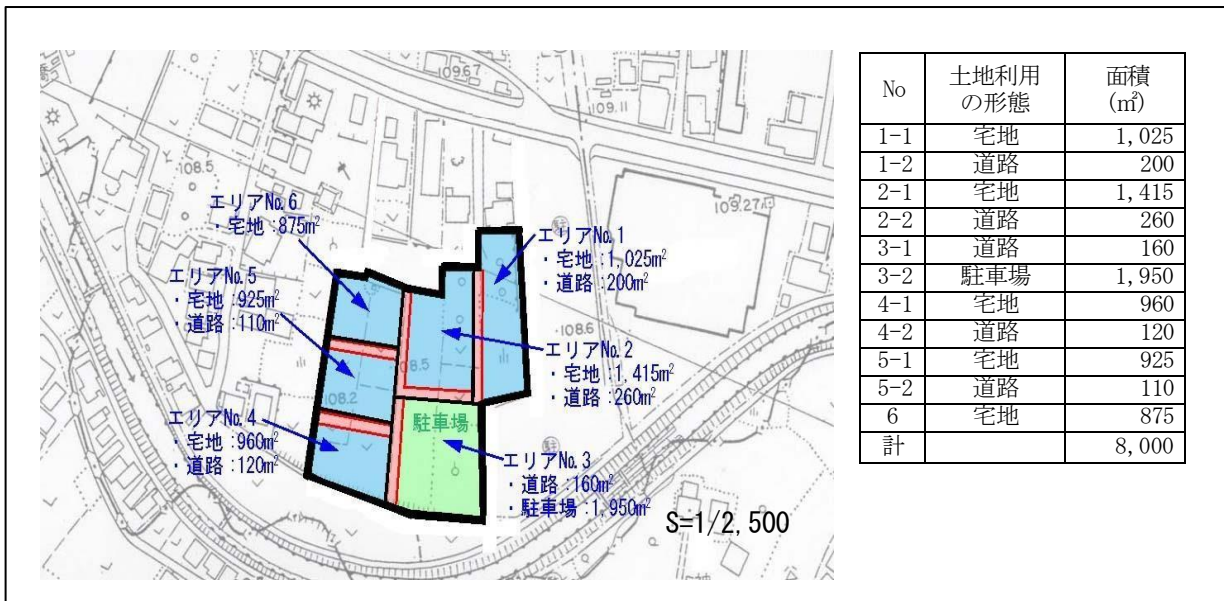 109.67
109.11
108.5
109.27
エリア№6
・宅地:875m²
エリア№1
・宅地:1,025m²
・道路:200m²
エリア№5
・宅地:925m²
・道路:110m²
108.6
エリア№2
・宅地:1,415m²
・道路:260m²
108.5
108.2
エリア№4
・宅地:960m²
・道路:120m²
駐車場
エリア№3
・道路:160m²
・駐車場:1,950m²
S=1/2,500
No 土地利用の形態 面積(㎡)
1-1 宅地 1,025
1-2 道路 200
2-1 宅地 1,415
2-2 道路 260
3-1 道路 160
3-2 駐車場 1,950
4-1 宅地 960
4-2 道路 120
5-1 宅地 925
5-2 道路 110
6 宅地 875
計 8,000